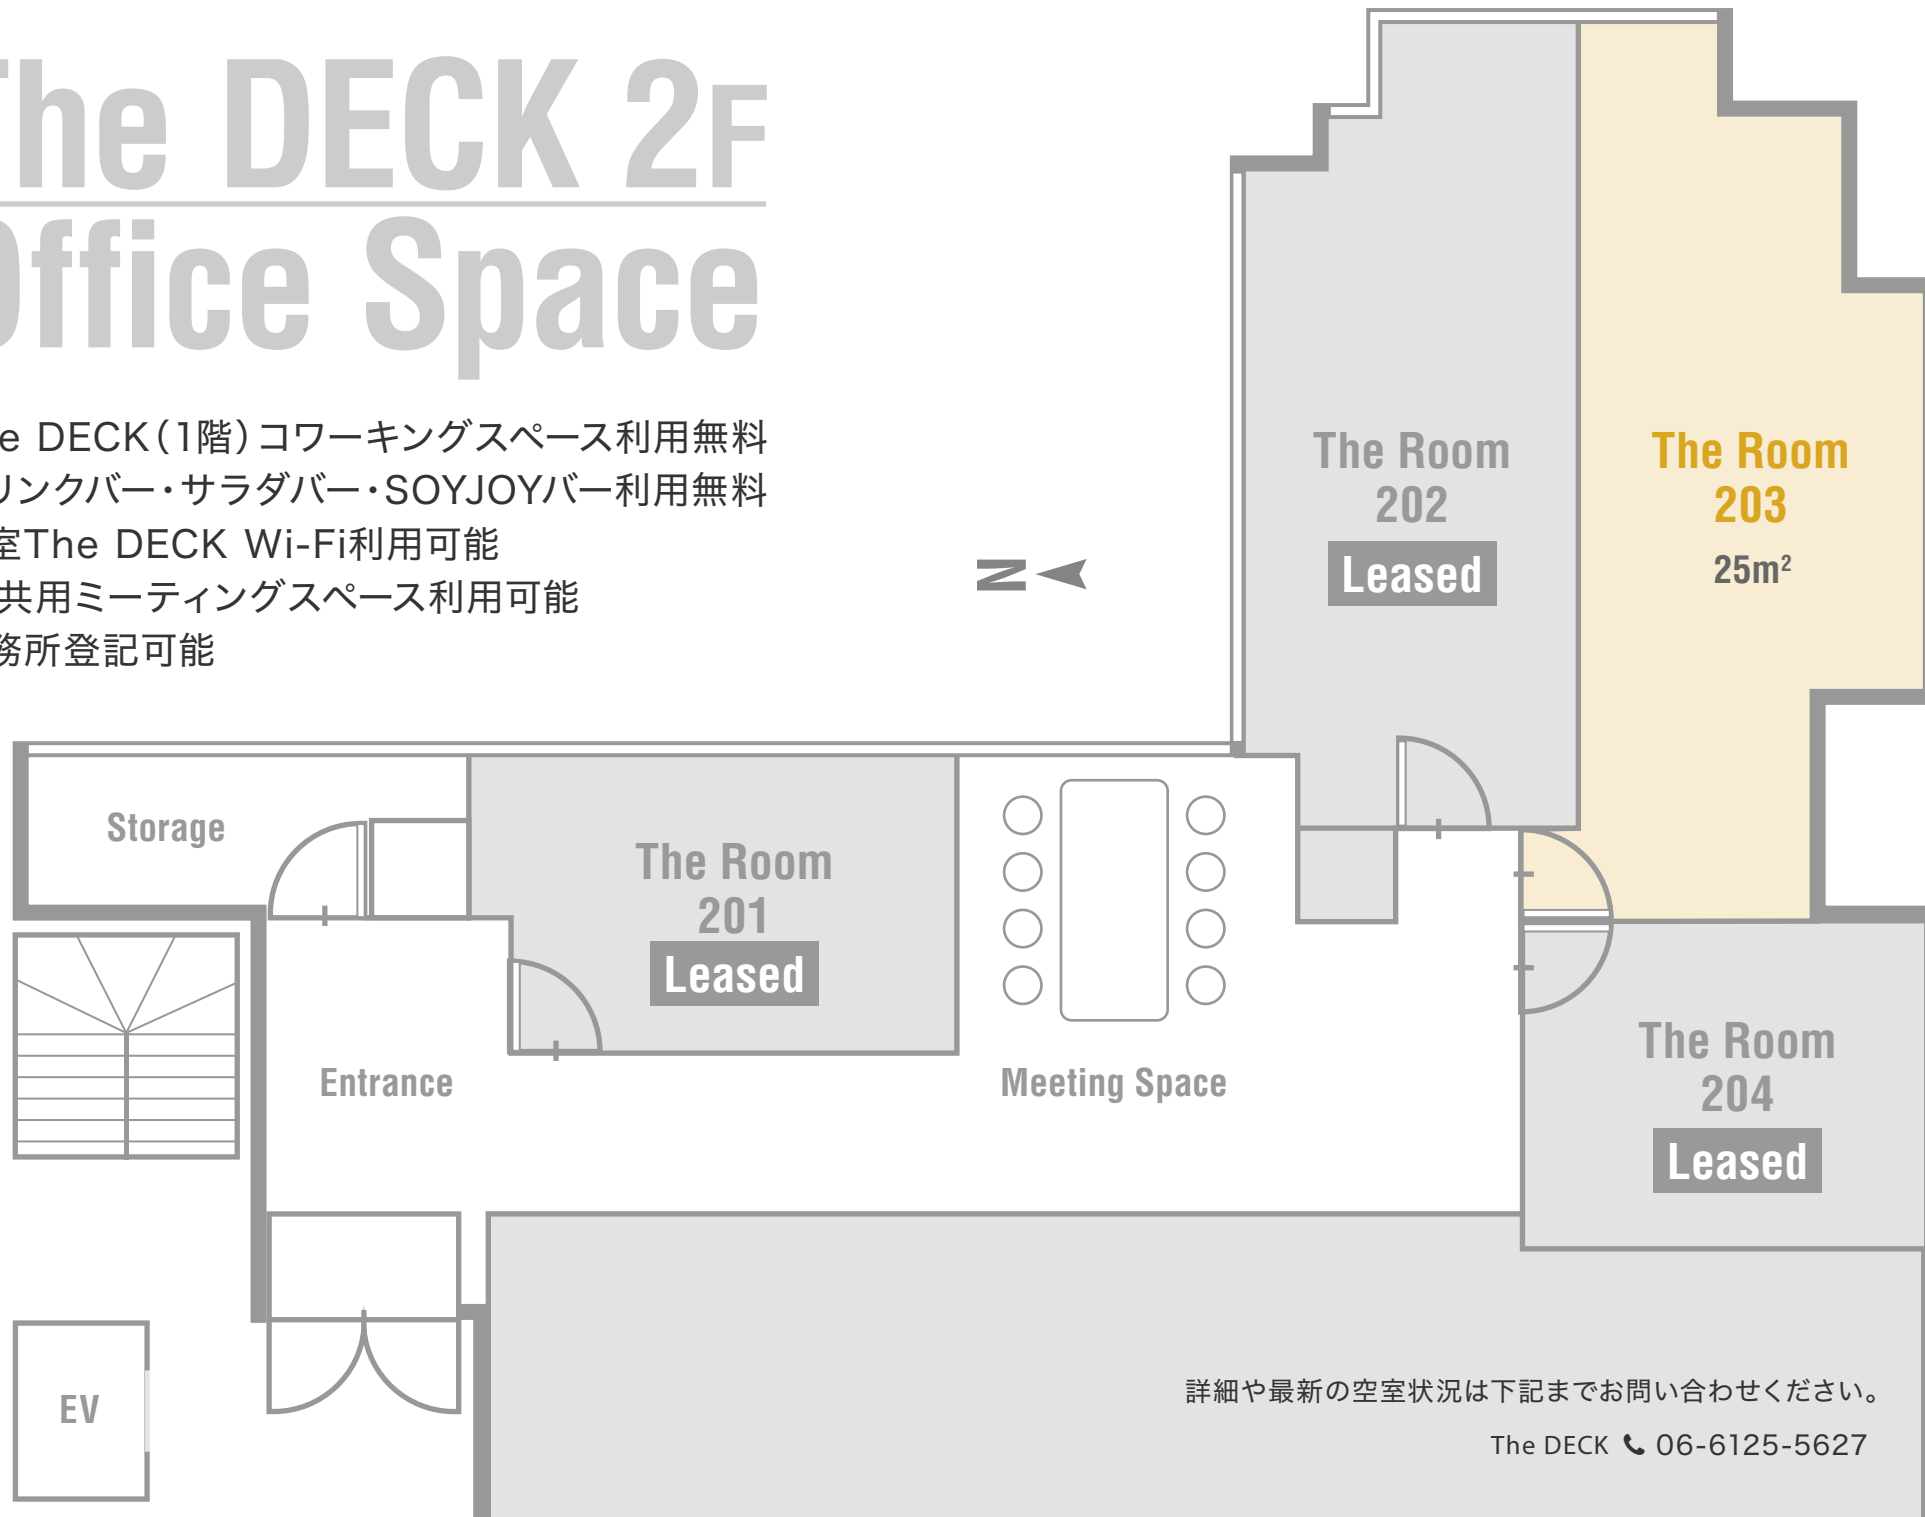 The DECK 2F
Office Space
e DECK（1階）コワーキングスペース利用無料
リンクバー・サラダバー・SOYJOYバー利用無料
室The DECK Wi-Fi利用可能
共用ミーティングスペース利用可能
務所登記可能
N
The Room
202
Leased
The Room
203
25m²
Storage
The Room
201
Leased
Entrance
Meeting Space
The Room
204
Leased
EV
詳細や最新の空室状況は下記までお問い合わせください。
The DECK 06-6125-5627